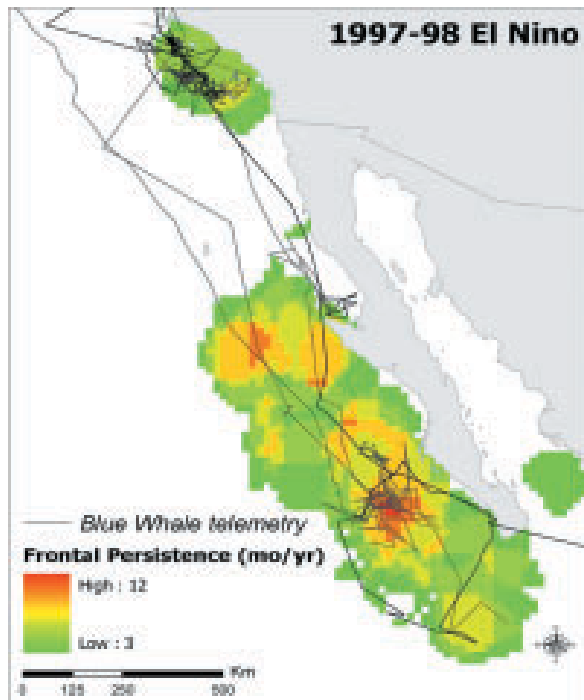 1997-98 El Nino
Blue Whale telemetry
Frontal Persistence (mo/yr)
High : 12
Low : 3
Km
0 125 250 500